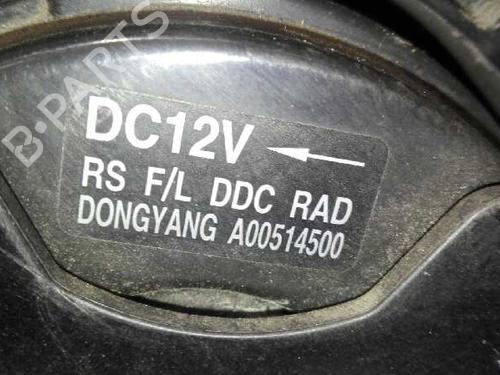 B-PARTS
DC12V
RS F/L DDC RAD
DONGYANG A00514500